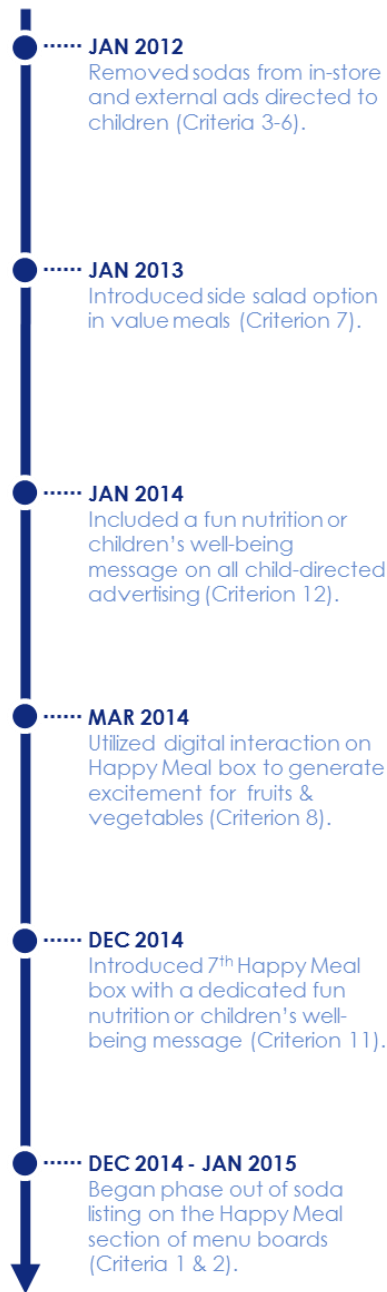 JAN 2012
Removed sodas from in-store
and external ads directed to
children (Criteria 3-6).
JAN 2013
Introduced side salad option
in value meals (Criterion 7).
JAN 2014
Included a fun nutrition or
children's well-being
message on all child-directed
advertising (Criterion 12).
MAR 2014
Utilized digital interaction on
Happy Meal box to generate
excitement for fruits &
vegetables (Criterion 8).
DEC 2014
Introduced 7th Happy Meal
box with a dedicated fun
nutrition or children's well-
being message (Criterion 11).
DEC 2014 - JAN 2015
Began phase out of soda
listing on the Happy Meal
section of menu boards
(Criteria 1 & 2).